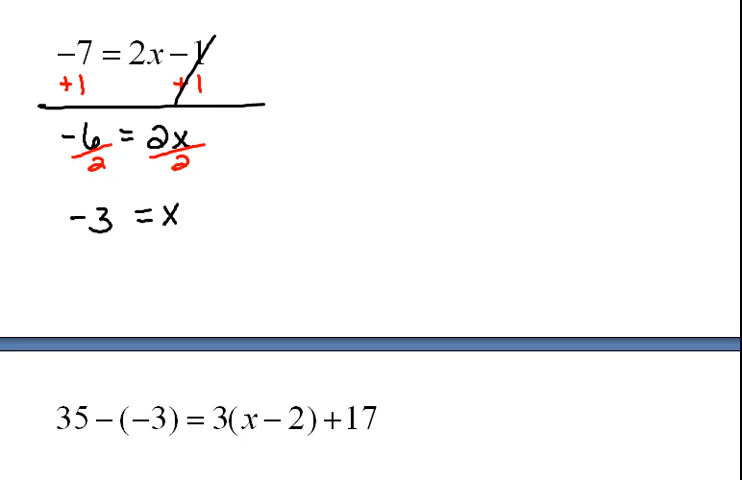 −7 = 2x − 1
+1 +1
-6 = 2x
2 2
-3 = x
35 − (−3) = 3(x − 2) + 17